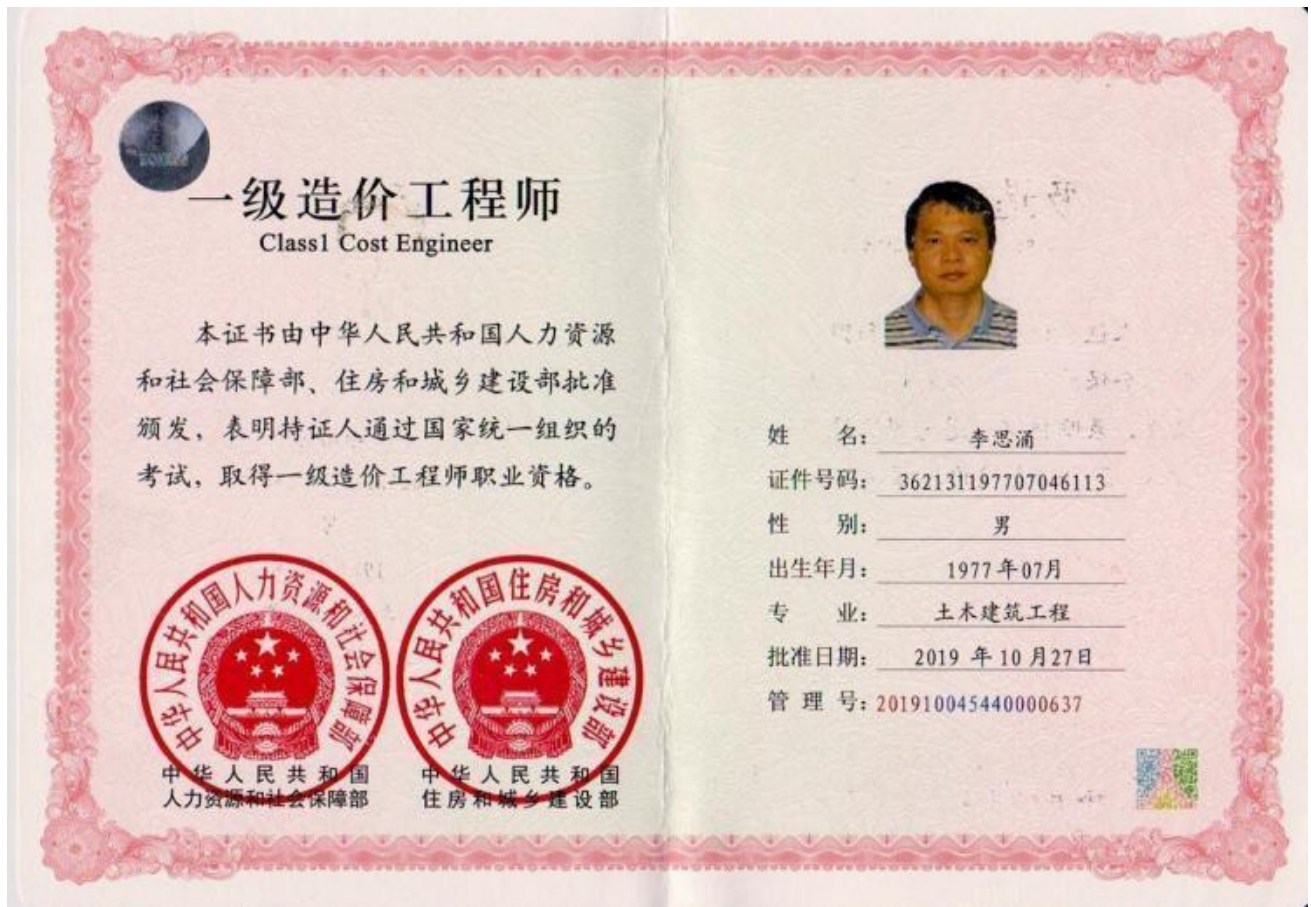 一级造价工程师
Class1 Cost Engineer
本证书由中华人民共和国人力资源
和社会保障部、住房和城乡建设部批准
颁发，表明持证人通过国家统一组织的
考试，取得一级造价工程师职业资格。
中华人民共和国人力资源和社会保障部
中华人民共和国住房和城乡建设部
中华人民共和国
人力资源和社会保障部
中华人民共和国
住房和城乡建设部
姓 名： 李思涌
证件号码： 362131197707046113
性 别： 男
出生年月： 1977年07月
专 业： 土木建筑工程
批准日期： 2019 年 10 月27日
管 理 号：201910045440000637